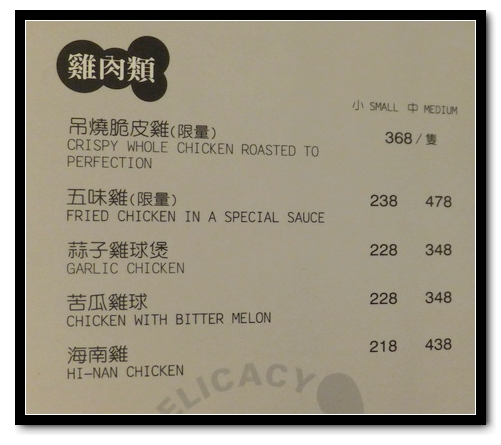 雞肉類
小 SMALL 中 MEDIUM
吊燒脆皮雞(限量)
368/隻
CRISPY WHOLE CHICKEN ROASTED TO
PERFECTION
五味雞(限量) 238 478
FRIED CHICKEN IN A SPECIAL SAUCE
蒜子雞球煲 228 348
GARLIC CHICKEN
苦瓜雞球 228 348
CHICKEN WITH BITTER MELON
海南雞 218 438
HI-NAN CHICKEN
ELICACY